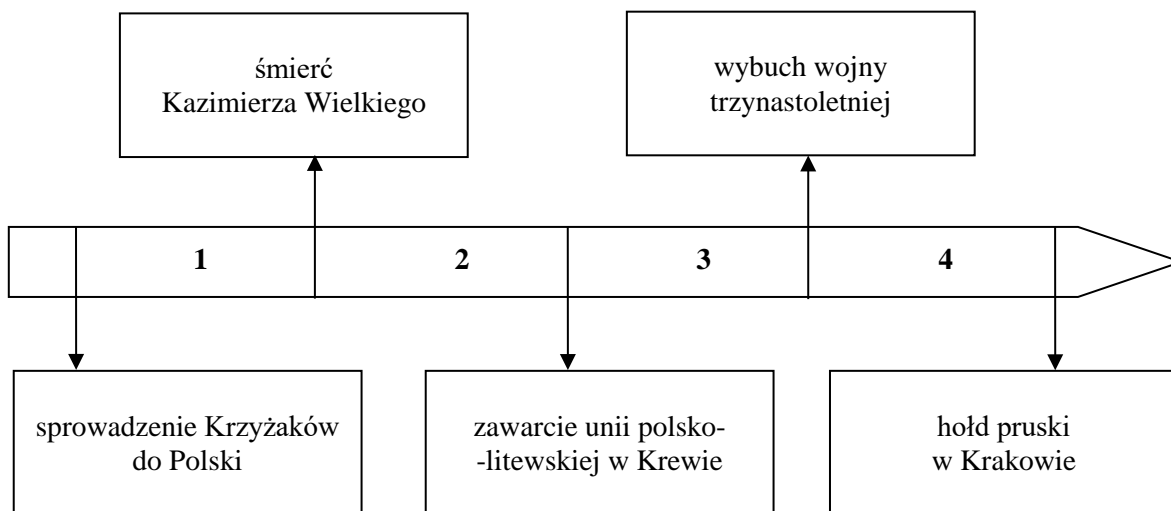 śmierć
Kazimierza Wielkiego
wybuch wojny
trzynastoletniej
1
2
3
4
sprowadzenie Krzyżaków
do Polski
zawarcie unii polsko-
-litewskiej w Krewie
hołd pruski
w Krakowie